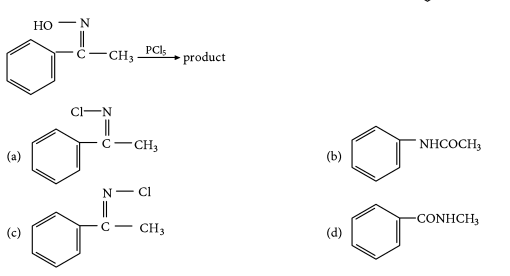 HO — N
C — CH₃ PCl₅ product
Cl — N
(a) C — CH₃
(b) NHCOCH₃
N — Cl
(c) C — CH₃
(d) CONHCH₃